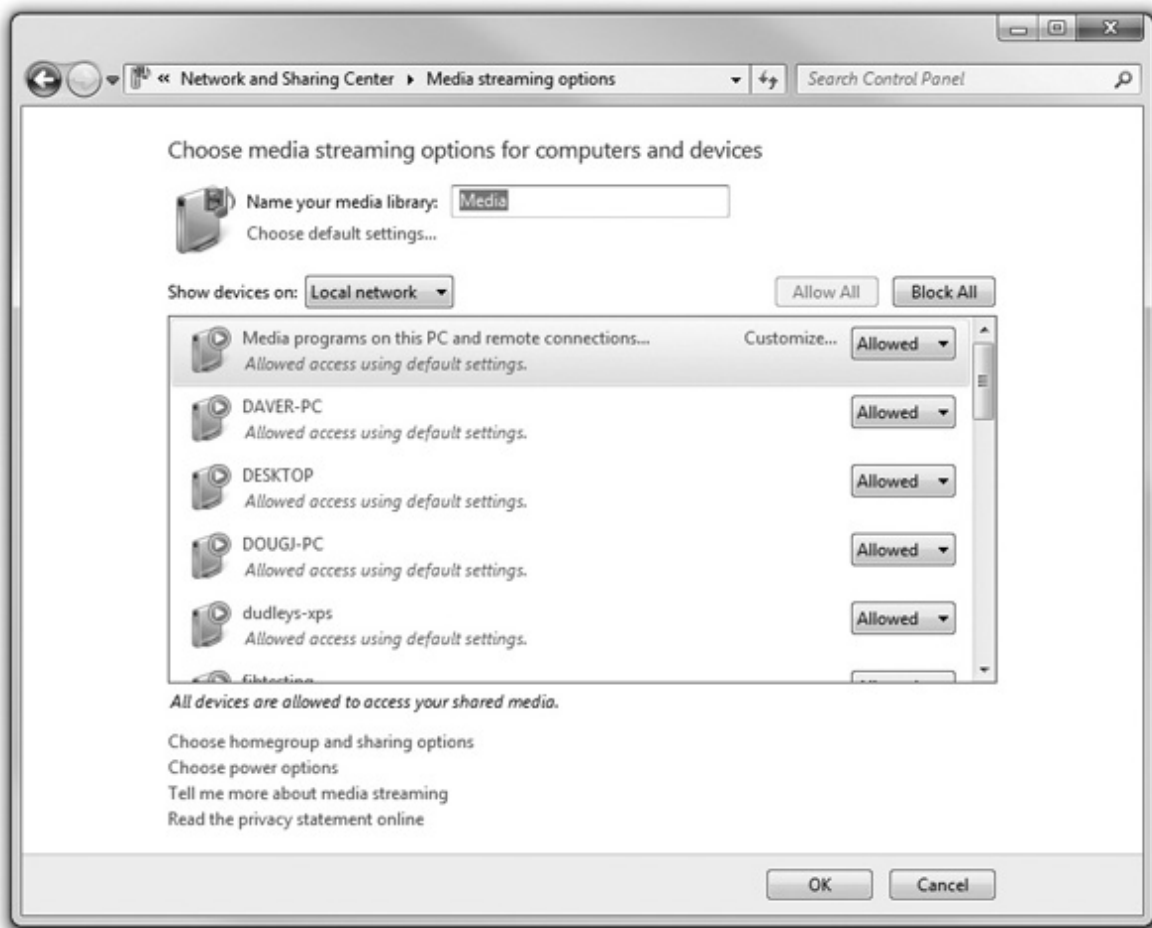 « Network and Sharing Center ▸ Media streaming options
Search Control Panel
Choose media streaming options for computers and devices
Name your media library: Media
Choose default settings...
Show devices on: Local network
Allow All
Block All
Media programs on this PC and remote connections...
Customize...
Allowed
Allowed access using default settings.
DAVER-PC
Allowed
Allowed access using default settings.
DESKTOP
Allowed
Allowed access using default settings.
DOUGJ-PC
Allowed
Allowed access using default settings.
dudleys-xps
Allowed
Allowed access using default settings.
All devices are allowed to access your shared media.
Choose homegroup and sharing options
Choose power options
Tell me more about media streaming
Read the privacy statement online
OK
Cancel